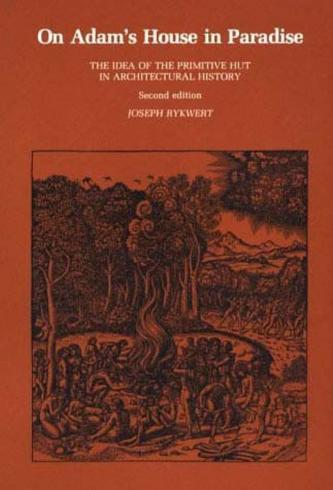 On Adam's House in Paradise
THE IDEA OF THE PRIMITIVE HUT
IN ARCHITECTURAL HISTORY
Second edition
JOSEPH RYKWERT